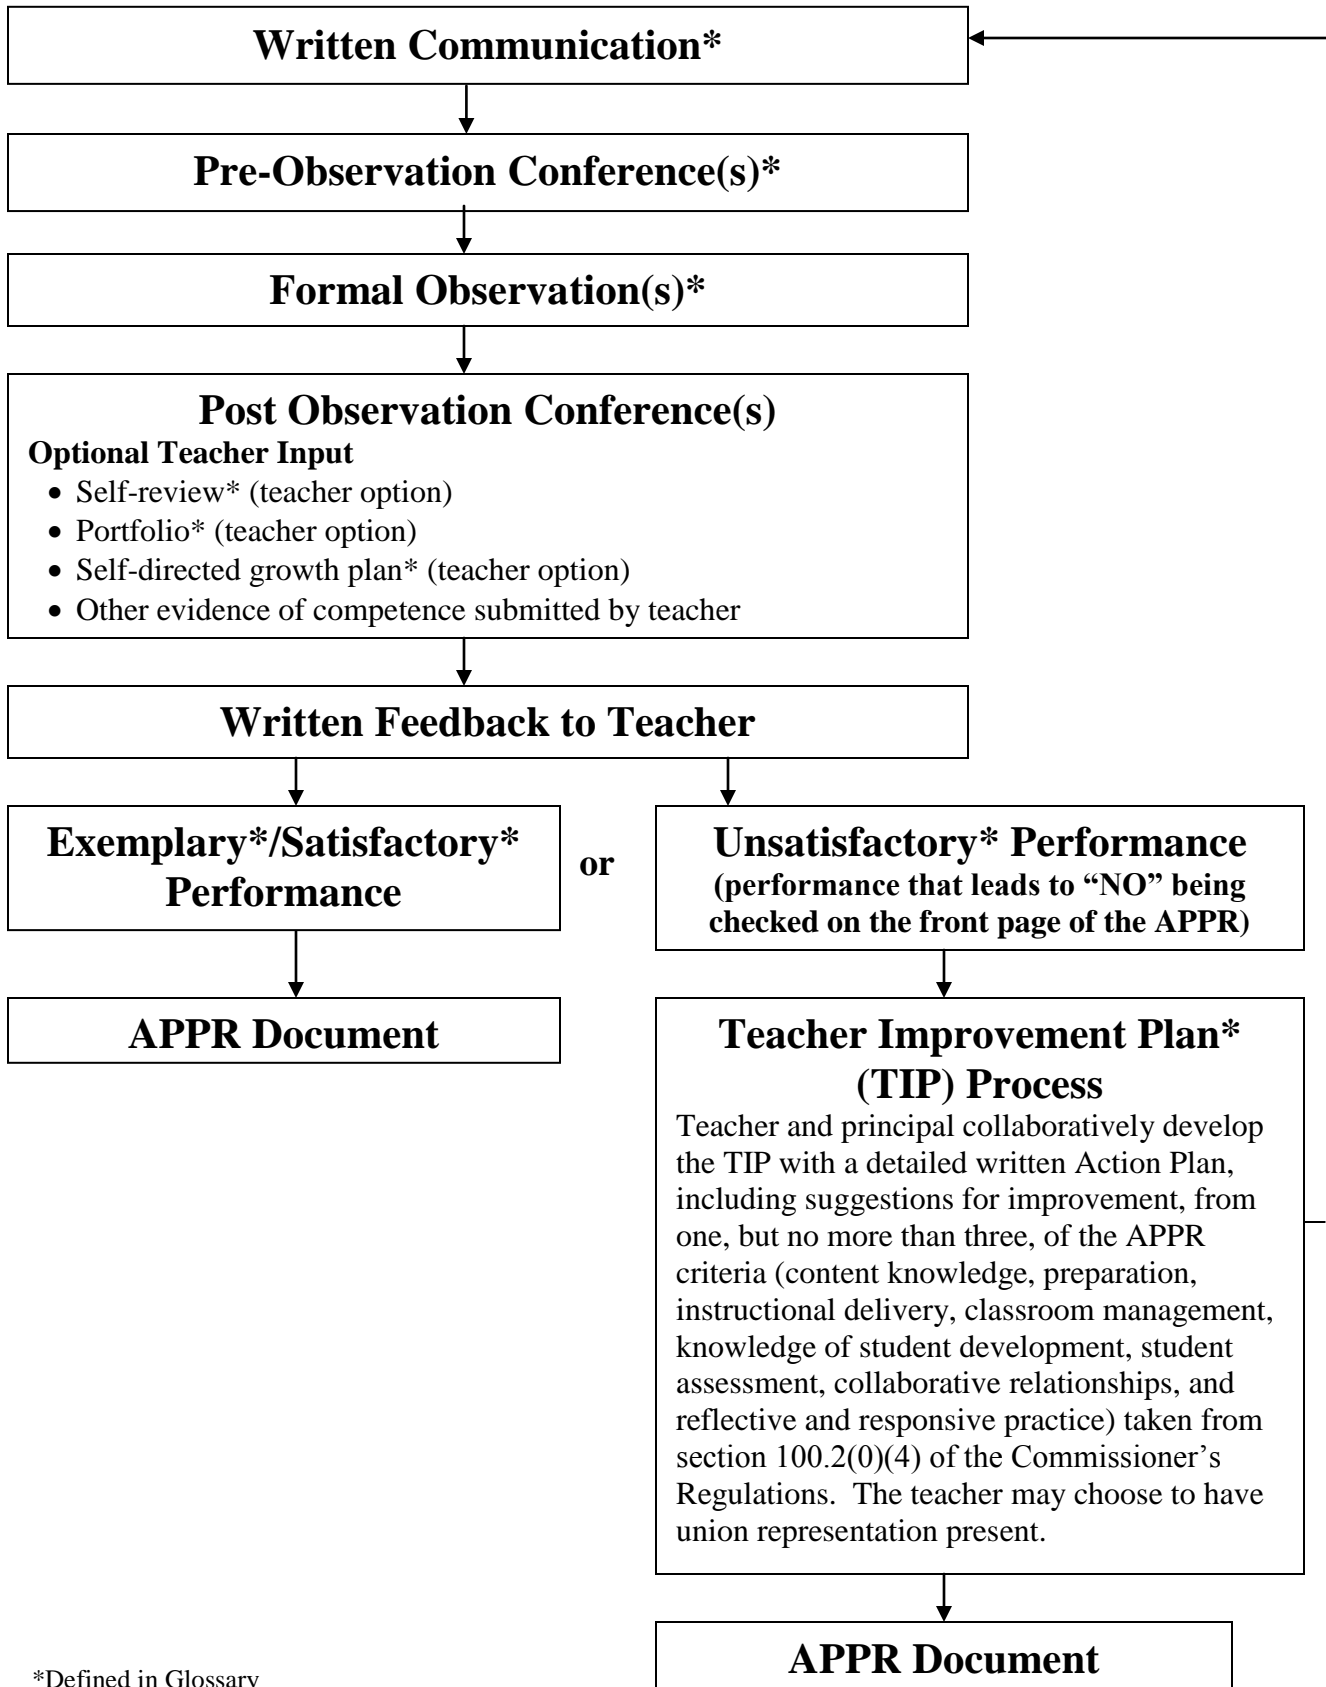 Written Communication*
Pre-Observation Conference(s)*
Formal Observation(s)*
Post Observation Conference(s)
Optional Teacher Input
• Self-review* (teacher option)
• Portfolio* (teacher option)
• Self-directed growth plan* (teacher option)
• Other evidence of competence submitted by teacher
Written Feedback to Teacher
Exemplary*/Satisfactory*
Performance
or
Unsatisfactory* Performance
(performance that leads to “NO” being
checked on the front page of the APPR)
APPR Document
Teacher Improvement Plan*
(TIP) Process
Teacher and principal collaboratively develop
the TIP with a detailed written Action Plan,
including suggestions for improvement, from
one, but no more than three, of the APPR
criteria (content knowledge, preparation,
instructional delivery, classroom management,
knowledge of student development, student
assessment, collaborative relationships, and
reflective and responsive practice) taken from
section 100.2(0)(4) of the Commissioner’s
Regulations.  The teacher may choose to have
union representation present.
APPR Document
*Defined in Glossary